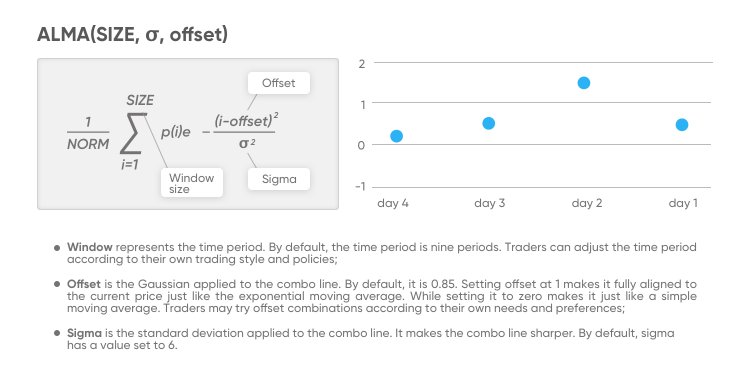 ALMA(SIZE, σ, offset)
Offset
SIZE
1
NORM
∑
i=1
p(i)e
− (i-offset)²
σ²
Window
size
Sigma
2
1
0
-1
day 4 day 3 day 2 day 1
• Window represents the time period. By default, the time period is nine periods. Traders can adjust the time period
according to their own trading style and policies;
• Offset is the Gaussian applied to the combo line. By default, it is 0.85. Setting offset at 1 makes it fully aligned to
the current price just like the exponential moving average. While setting it to zero makes it just like a simple
moving average. Traders may try offset combinations according to their own needs and preferences;
• Sigma is the standard deviation applied to the combo line. It makes the combo line sharper. By default, sigma
has a value set to 6.